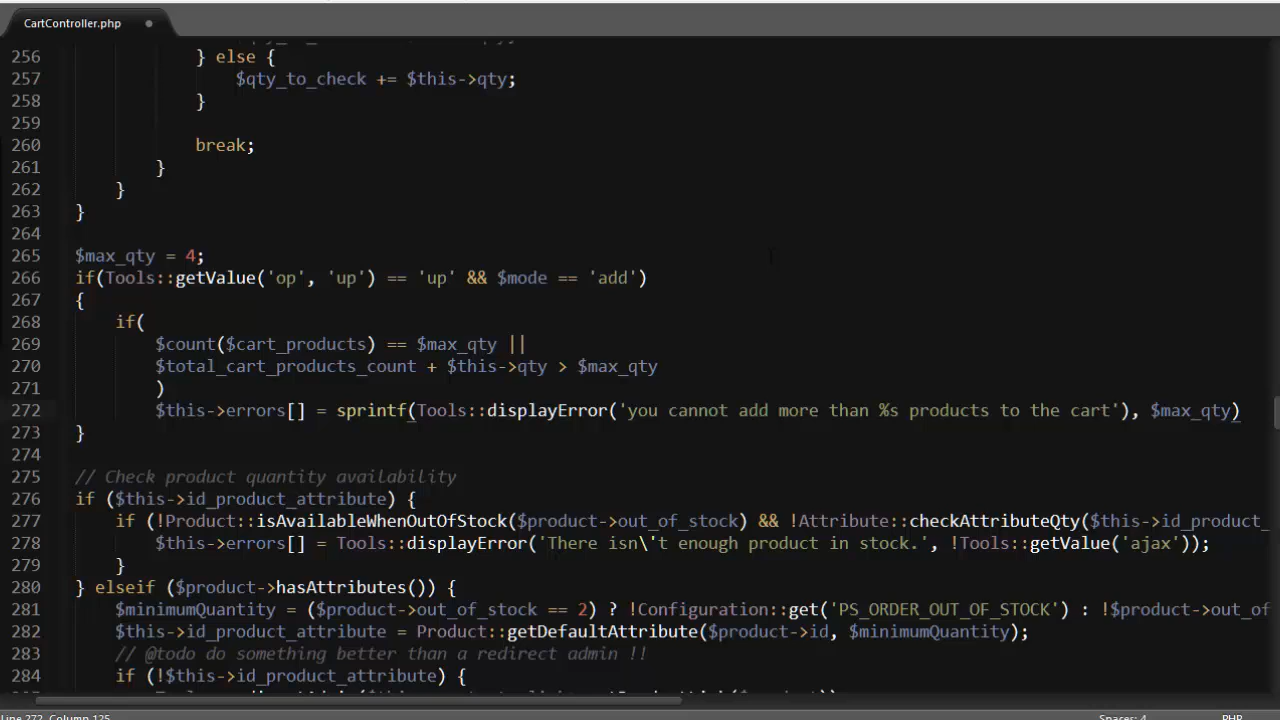 CartController.php
256 } else {
257 $qty_to_check += $this->qty;
258 }
259
260 break;
261 }
262 }
263 }
264
265 $max_qty = 4;
266 if(Tools::getValue('op', 'up') == 'up' && $mode == 'add')
267 {
268 if(
269 $count($cart_products) == $max_qty ||
270 $total_cart_products_count + $this->qty > $max_qty
271 )
272 $this->errors[] = sprintf(Tools::displayError('you cannot add more than %s products to the cart'), $max_qty)
273 }
274
275 // Check product quantity availability
276 if ($this->id_product_attribute) {
277 if (!Product::isAvailableWhenOutOfStock($product->out_of_stock) && !Attribute::checkAttributeQty($this->id_product_
278 $this->errors[] = Tools::displayError('There isn\'t enough product in stock.', !Tools::getValue('ajax'));
279 }
280 } elseif ($product->hasAttributes()) {
281 $minimumQuantity = ($product->out_of_stock == 2) ? !Configuration::get('PS_ORDER_OUT_OF_STOCK') : !$product->out_of
282 $this->id_product_attribute = Product::getDefaultAttribute($product->id, $minimumQuantity);
283 // @todo do something better than a redirect admin !!
284 if (!$this->id_product_attribute) {
Line 272, Column 125 Spaces: 4 PHP